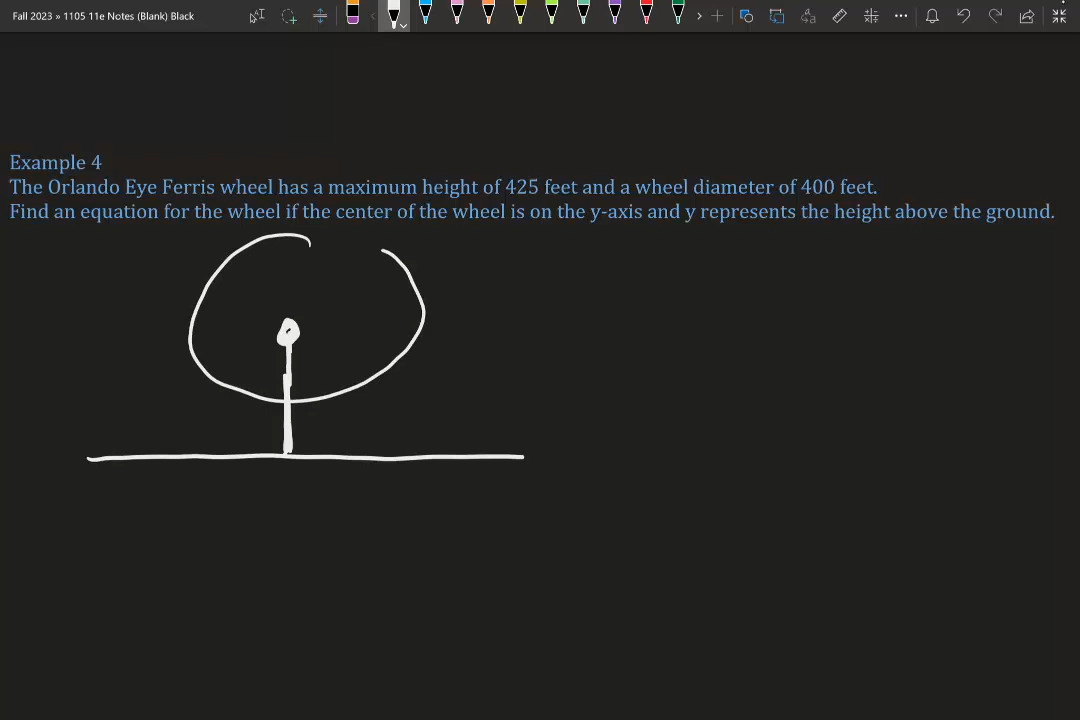 Fall 2023 » 1105 11e Notes (Blank) Black
Example 4
The Orlando Eye Ferris wheel has a maximum height of 425 feet and a wheel diameter of 400 feet.
Find an equation for the wheel if the center of the wheel is on the y-axis and y represents the height above the ground.